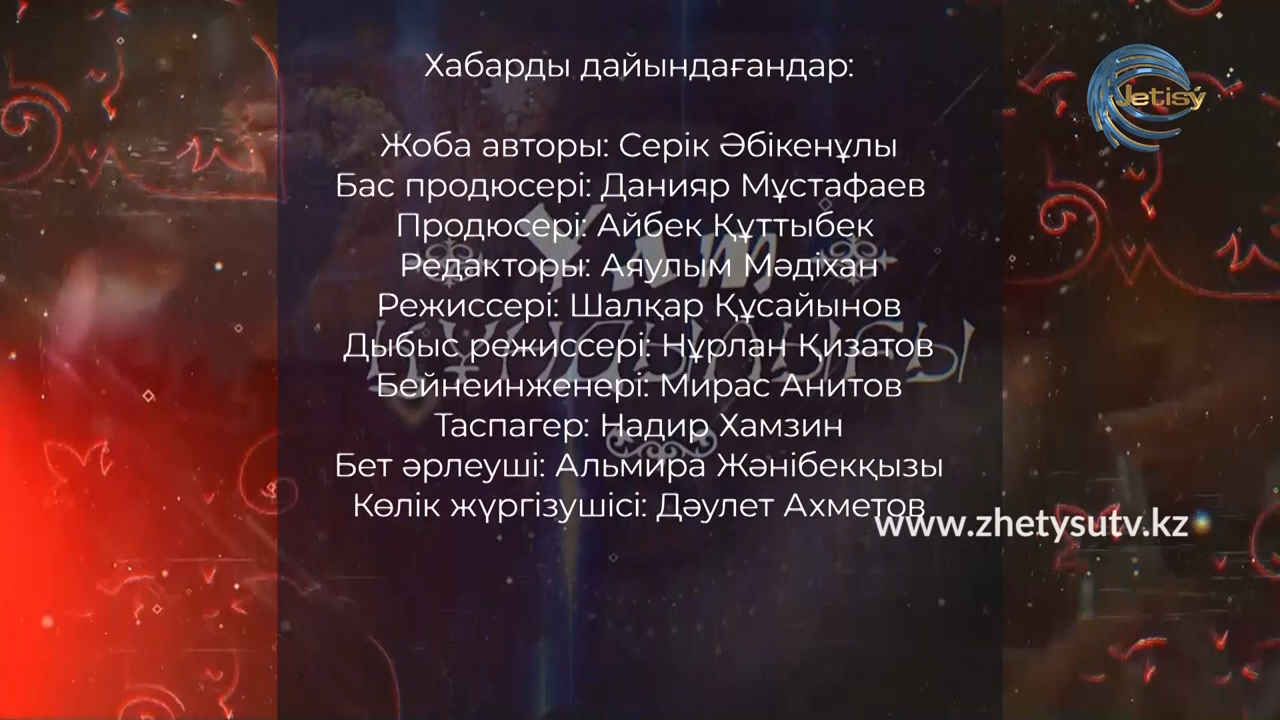 Хабарды дайындағандар:
Jetisý
Жоба авторы: Серік Әбікенұлы
Бас продюсері: Данияр Мұстафаев
Продюсері: Айбек Құттыбек
Редакторы: Аяулым Мәдіхан
Режиссері: Шалқар Құсайынов
Дыбыс режиссері: Нұрлан Қизатов
Бейнеинженері: Мирас Анитов
Таспагер: Надир Хамзин
Бет әрлеуші: Альмира Жәнібекқызы
Көлік жүргізушісі: Дәулет Ахметов
www.zhetysutv.kz